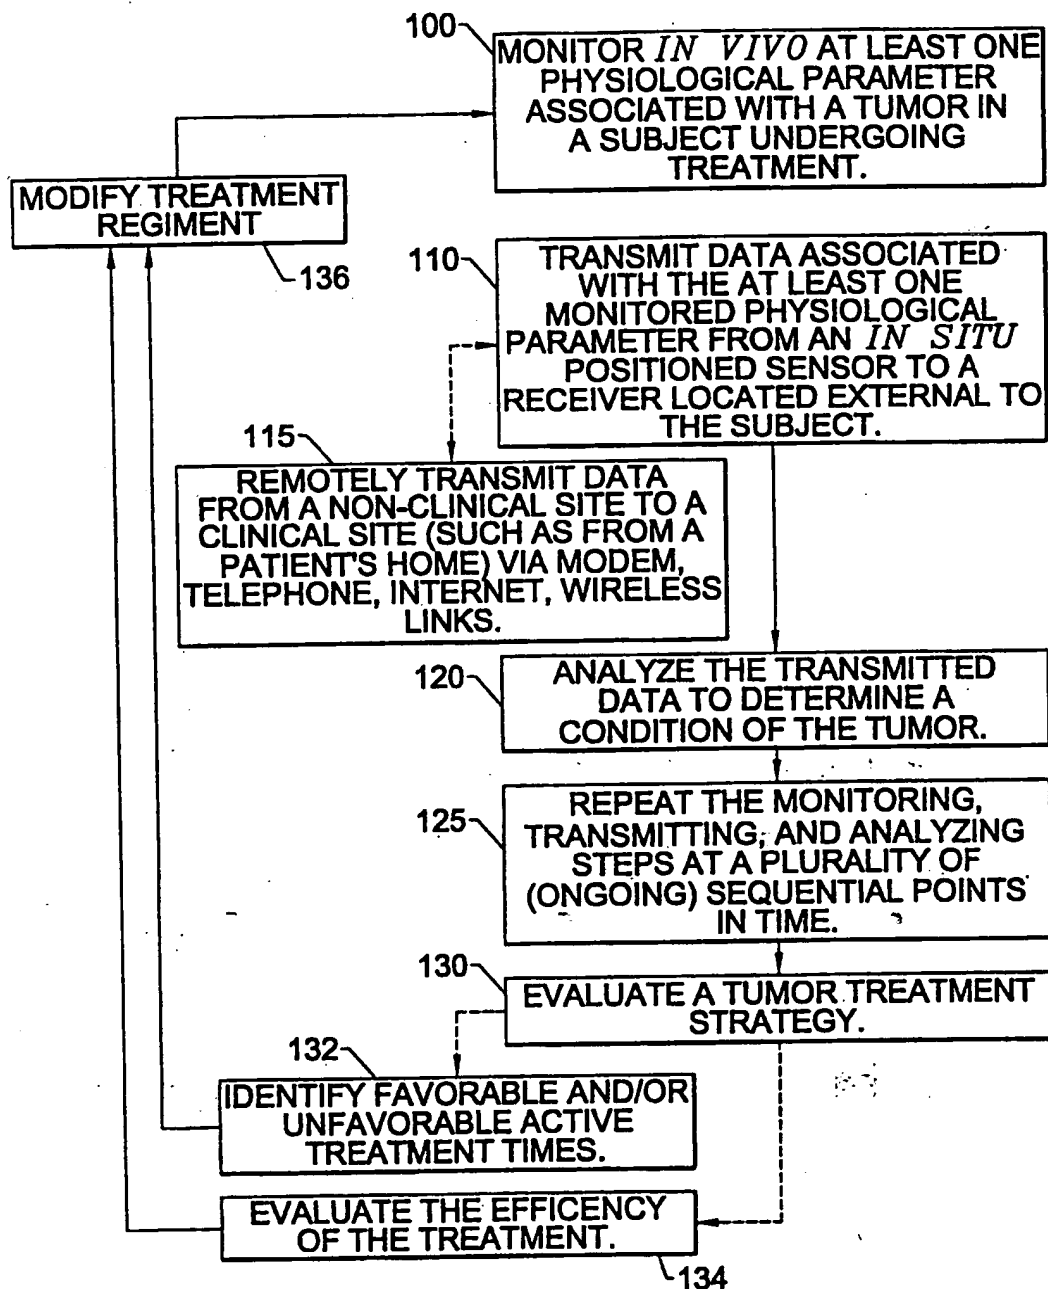 100
MONITOR IN VIVO AT LEAST ONE
PHYSIOLOGICAL PARAMETER
ASSOCIATED WITH A TUMOR IN
A SUBJECT UNDERGOING
TREATMENT.
MODIFY TREATMENT
REGIMENT
136
110
TRANSMIT DATA ASSOCIATED
WITH THE AT LEAST ONE
MONITORED PHYSIOLOGICAL
PARAMETER FROM AN IN SITU
POSITIONED SENSOR TO A
RECEIVER LOCATED EXTERNAL TO
THE SUBJECT.
115
REMOTELY TRANSMIT DATA
FROM A NON-CLINICAL SITE TO A
CLINICAL SITE (SUCH AS FROM A
PATIENT'S HOME) VIA MODEM,
TELEPHONE, INTERNET, WIRELESS
LINKS.
120
ANALYZE THE TRANSMITTED
DATA TO DETERMINE A
CONDITION OF THE TUMOR.
125
REPEAT THE MONITORING,
TRANSMITTING, AND ANALYZING
STEPS AT A PLURALITY OF
(ONGOING) SEQUENTIAL POINTS
IN TIME.
130
EVALUATE A TUMOR TREATMENT
STRATEGY.
132
IDENTIFY FAVORABLE AND/OR
UNFAVORABLE ACTIVE
TREATMENT TIMES.
EVALUATE THE EFFICENCY
OF THE TREATMENT.
134